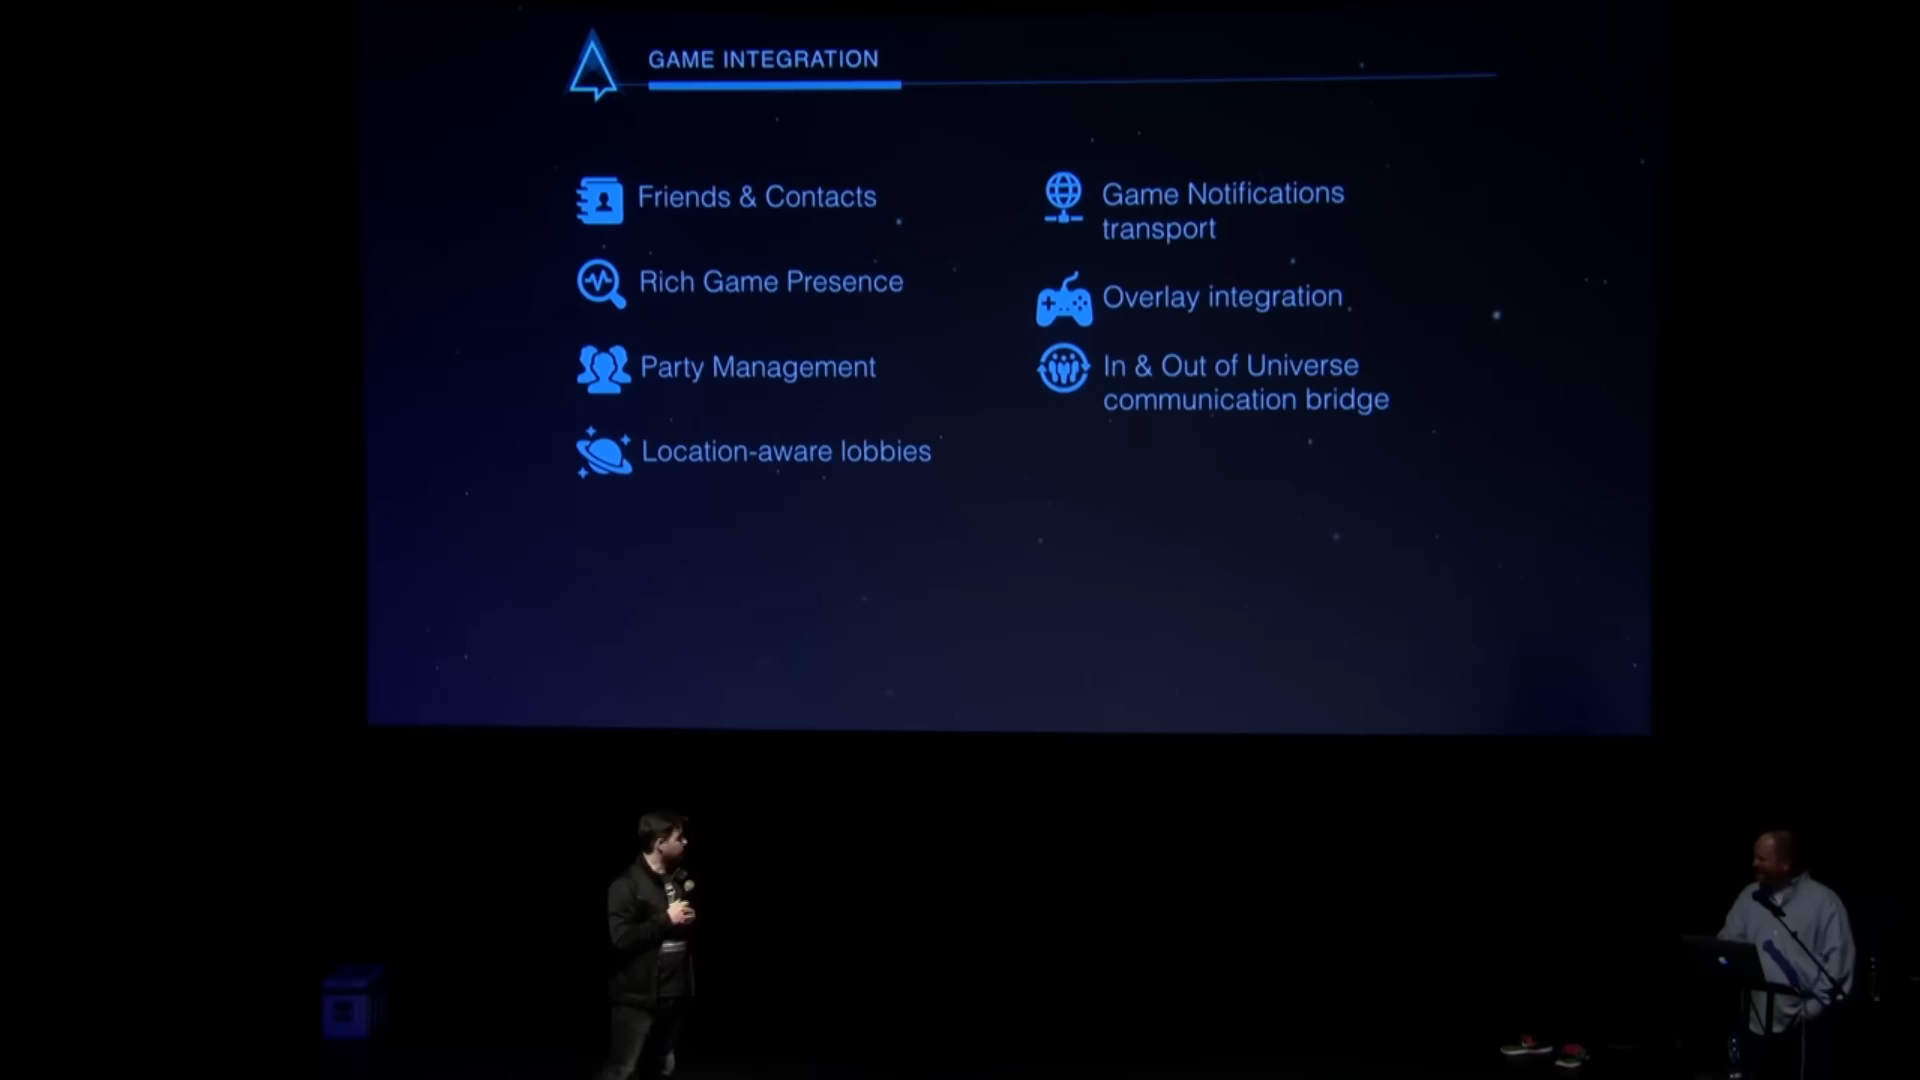 GAME INTEGRATION
Friends & Contacts
Rich Game Presence
Party Management
Location-aware lobbies
Game Notifications
transport
Overlay integration
In & Out of Universe
communication bridge